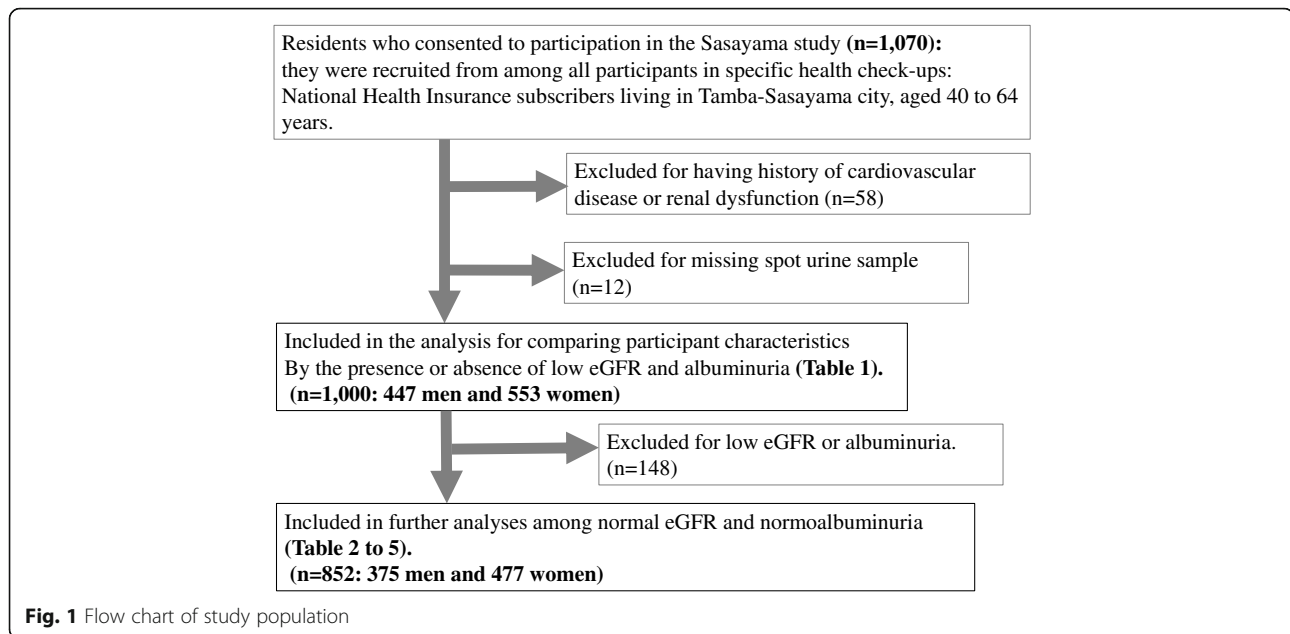 Residents who consented to participation in the Sasayama study (n=1,070):
they were recruited from among all participants in specific health check-ups:
National Health Insurance subscribers living in Tamba-Sasayama city, aged 40 to 64
years.
Excluded for having history of cardiovascular
disease or renal dysfunction (n=58)
Excluded for missing spot urine sample
(n=12)
Included in the analysis for comparing participant characteristics
By the presence or absence of low eGFR and albuminuria (Table 1).
(n=1,000: 447 men and 553 women)
Excluded for low eGFR or albuminuria.
(n=148)
Included in further analyses among normal eGFR and normoalbuminuria
(Table 2 to 5).
(n=852: 375 men and 477 women)
Fig. 1 Flow chart of study population